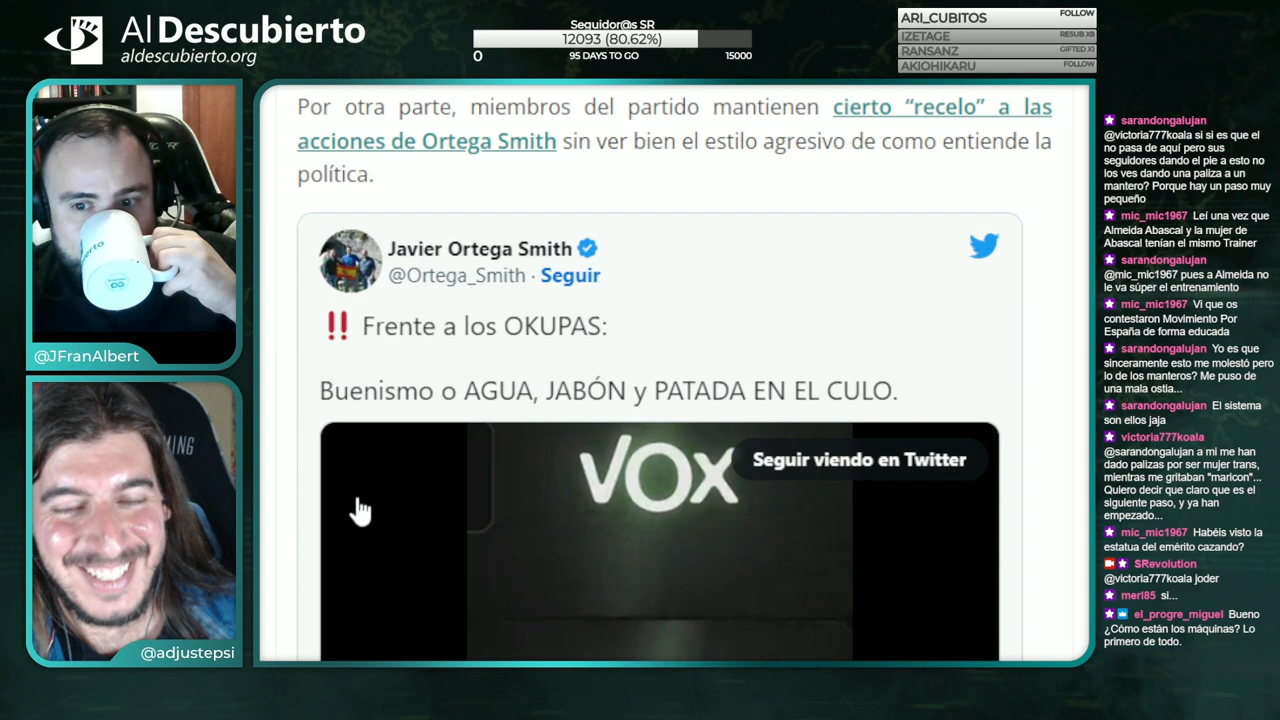 Al Descubierto
aldescubierto.org
Seguidor@s SR
12093 (80.62%)
0
95 DAYS TO GO
15000
ARI_CUBITOS FOLLOW
IZETAGE RESUB X8
RANSANZ GIFTED X1
AKIOHIKARU FOLLOW
@JFranAlbert
@adjustepsi
Por otra parte, miembros del partido mantienen cierto “recelo” a las
acciones de Ortega Smith sin ver bien el estilo agresivo de como entiende la
política.
Javier Ortega Smith
@Ortega_Smith · Seguir
‼ Frente a los OKUPAS:
Buenismo o AGUA, JABÓN y PATADA EN EL CULO.
VOX
Seguir viendo en Twitter
sarandongalujan
@victoria777koala si si es que el
no pasa de aquí pero sus
seguidores dando el pie a esto no
los ves dando una paliza a un
mantero? Porque hay un paso muy
pequeño
mic_mic1967 Leí una vez que
Almeida Abascal y la mujer de
Abascal tenían el mismo Trainer
sarandongalujan
@mic_mic1967 pues a Almeida no
le va súper el entrenamiento
mic_mic1967 Vi que os
contestaron Movimiento Por
España de forma educada
sarandongalujan Yo es que
sinceramente esto me molestó pero
lo de los manteros? Me puso de
una mala ostia...
sarandongalujan El sistema
son ellos jaja
victoria777koala
@sarandongalujan a mi me han
dado palizas por ser mujer trans,
mientras me gritaban "maricon"...
Quiero decir que claro que es el
siguiente paso, y ya han
empezado...
mic_mic1967 Habéis visto la
estatua del emérito cazando?
SRevolution
@victoria777koala joder
merl85 si...
el_progre_miguel Bueno
¿Cómo están los máquinas? Lo
primero de todo.